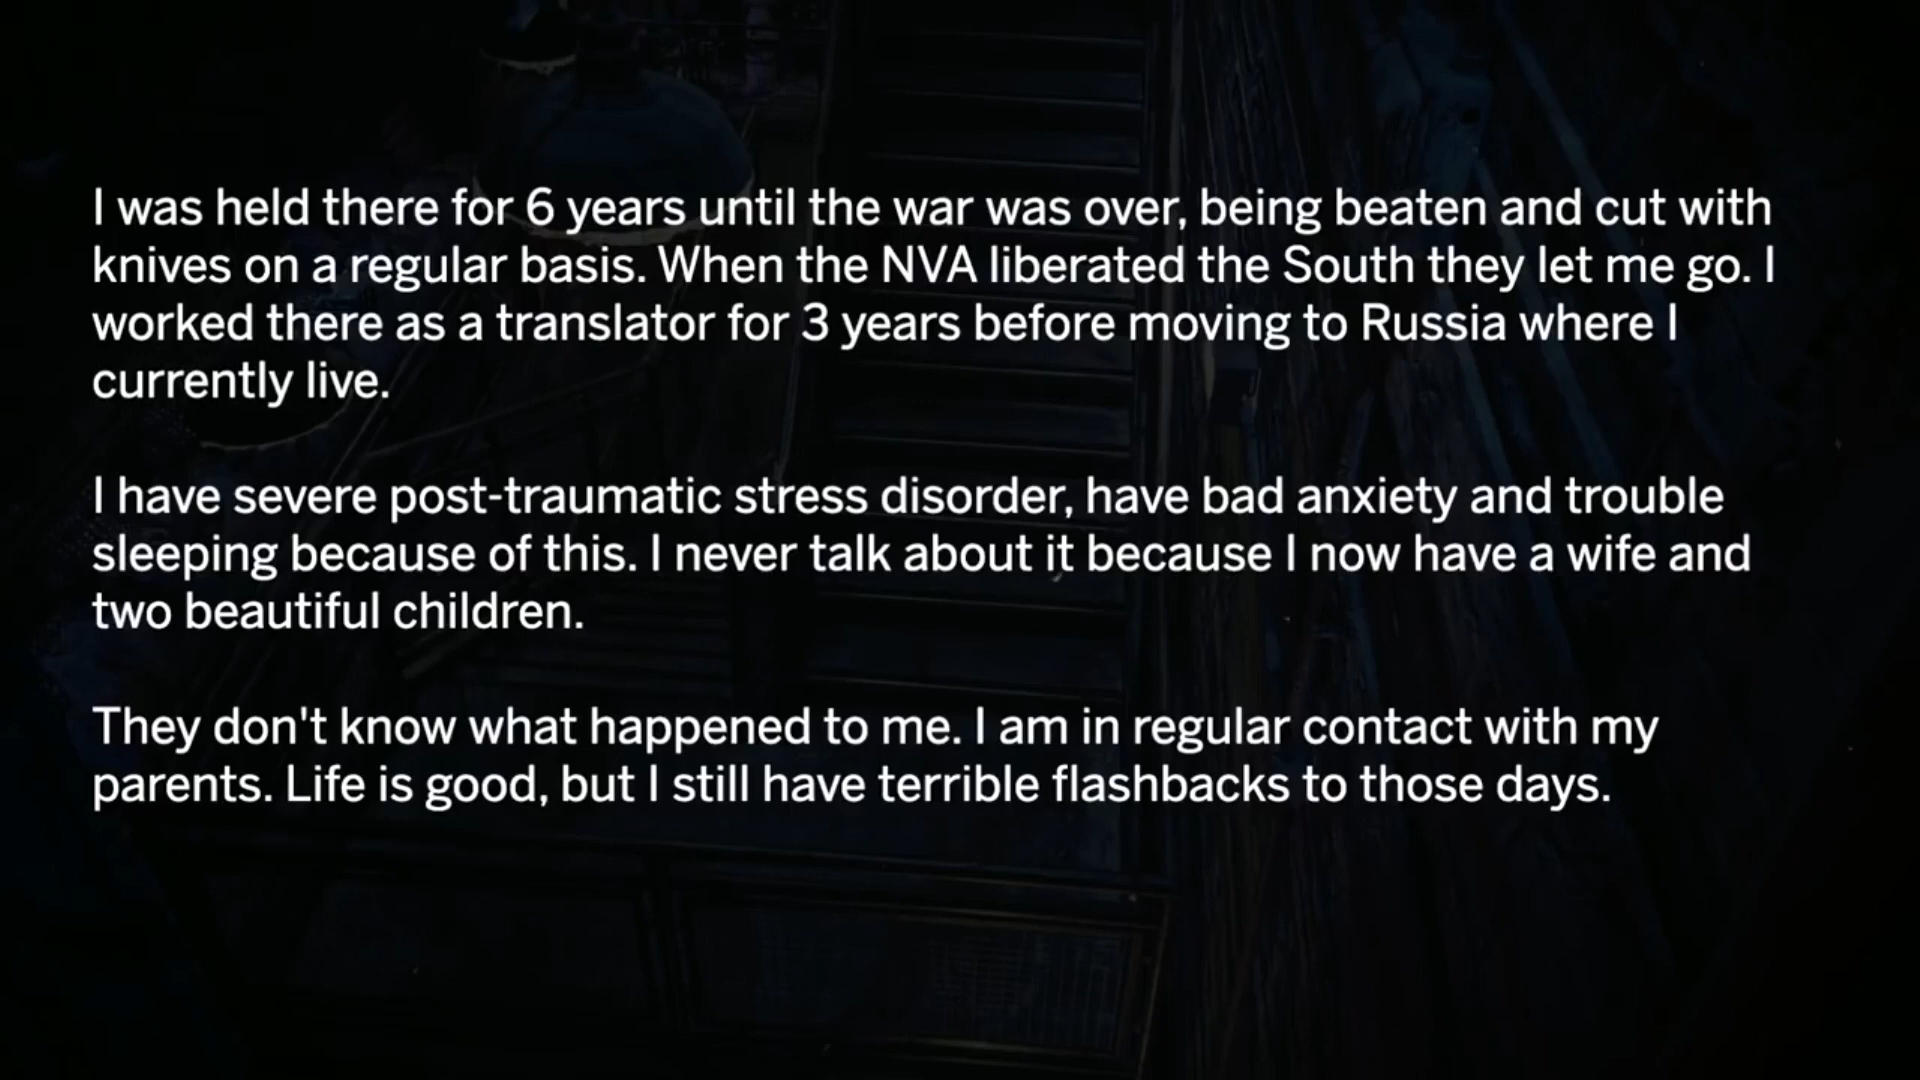 I was held there for 6 years until the war was over, being beaten and cut with
knives on a regular basis. When the NVA liberated the South they let me go. I
worked there as a translator for 3 years before moving to Russia where I
currently live.
I have severe post-traumatic stress disorder, have bad anxiety and trouble
sleeping because of this. I never talk about it because I now have a wife and
two beautiful children.
They don't know what happened to me. I am in regular contact with my
parents. Life is good, but I still have terrible flashbacks to those days.